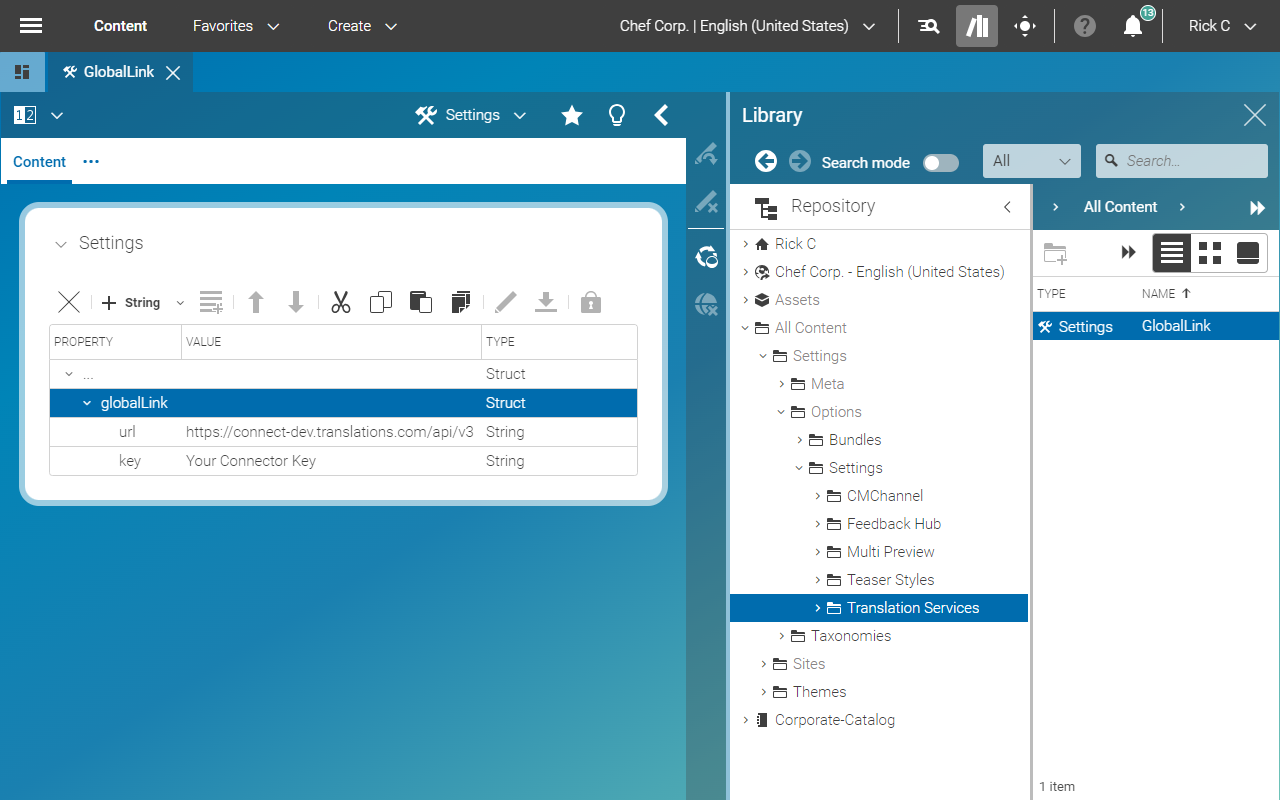 Content
Favorites
Create
Chef Corp. | English (United States)
13
Rick C
GlobalLink
12
Settings
Content
Settings
String
PROPERTY VALUE TYPE
... Struct
globalLink Struct
url https://connect-dev.translations.com/api/v3 String
key Your Connector Key String
Library
Search mode
All
Search...
Repository
Rick C
Chef Corp. - English (United States)
Assets
All Content
Settings
Meta
Options
Bundles
Settings
CMChannel
Feedback Hub
Multi Preview
Teaser Styles
Translation Services
Taxonomies
Sites
Themes
Corporate-Catalog
All Content
TYPE NAME
Settings GlobalLink
1 item